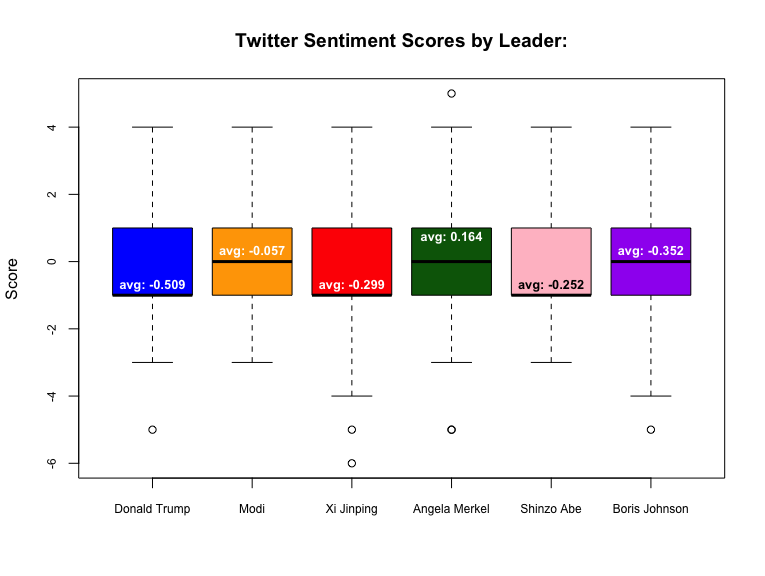 Twitter Sentiment Scores by Leader:
Score
4
2
0
-2
-4
-6
avg: -0.509
avg: -0.057
avg: -0.299
avg: 0.164
avg: -0.252
avg: -0.352
Donald Trump
Modi
Xi Jinping
Angela Merkel
Shinzo Abe
Boris Johnson